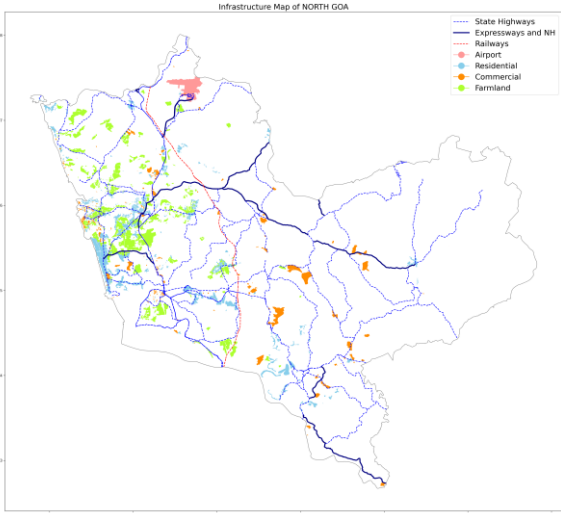 Infrastructure Map of NORTH GOA
State Highways
Expressways and NH
Railways
Airport
Residential
Commercial
Farmland